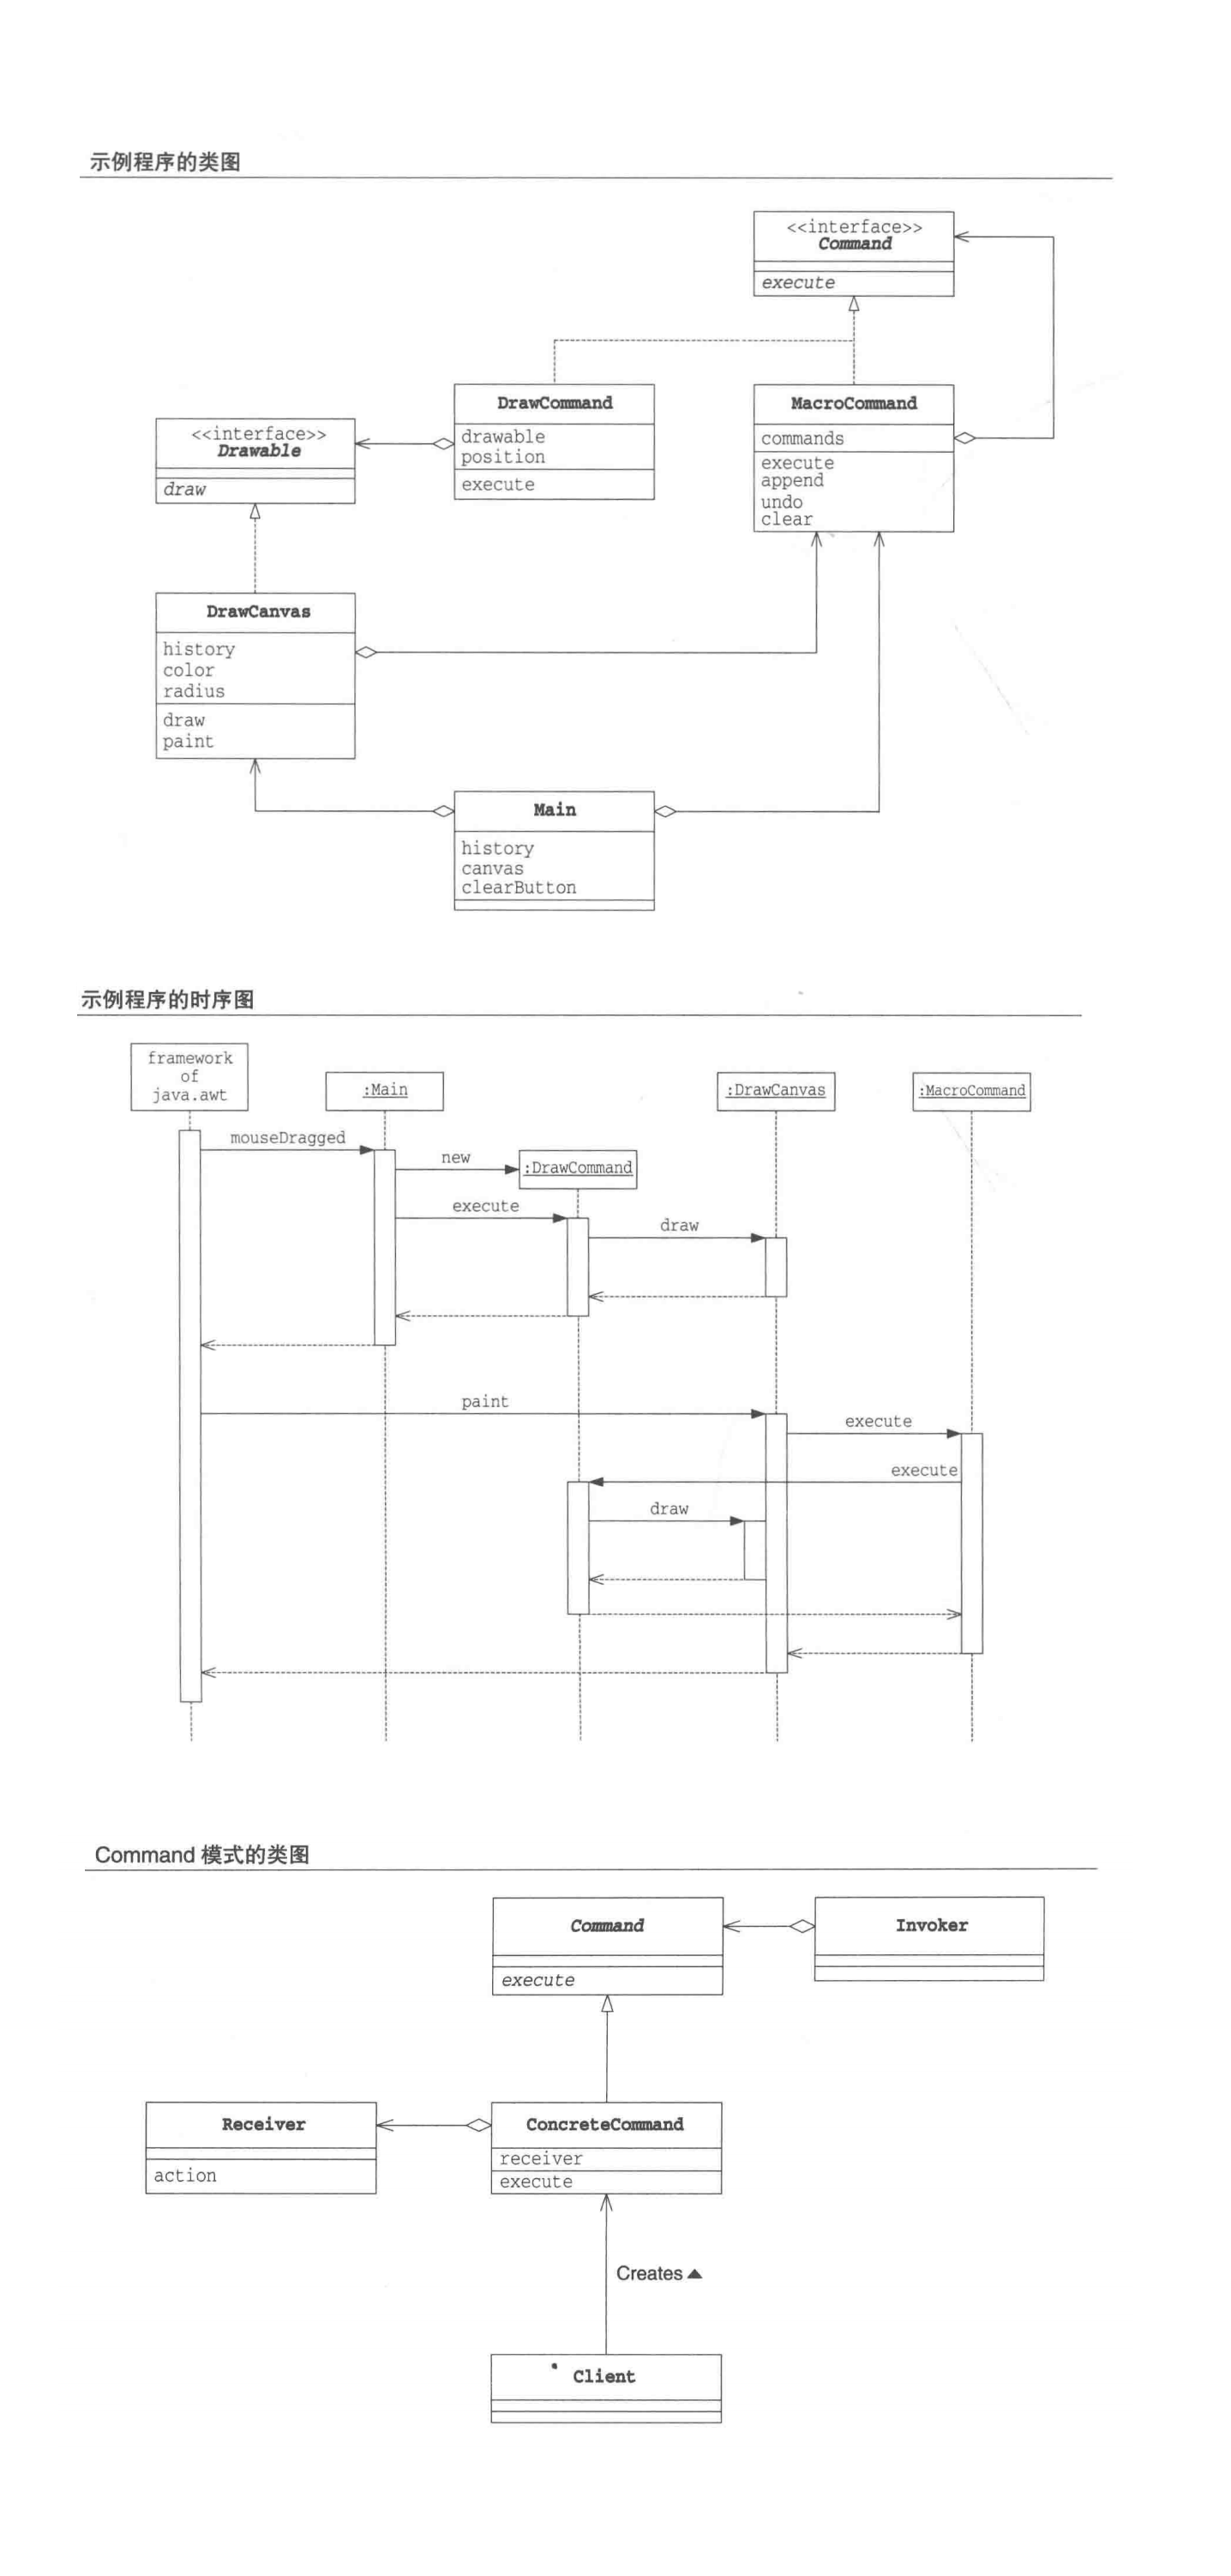 示例程序的类图
<<interface>>
Command
execute
DrawCommand
drawable
position
execute
MacroCommand
commands
execute
append
undo
clear
<<interface>>
Drawable
draw
DrawCanvas
history
color
radius
draw
paint
Main
history
canvas
clearButton
示例程序的时序图
framework
of
java.awt
:Main
:DrawCanvas
:MacroCommand
mouseDragged
new
:DrawCommand
execute
draw
paint
execute
execute
draw
Command 模式的类图
Command
execute
Invoker
Receiver
action
ConcreteCommand
receiver
execute
Creates ▲
Client